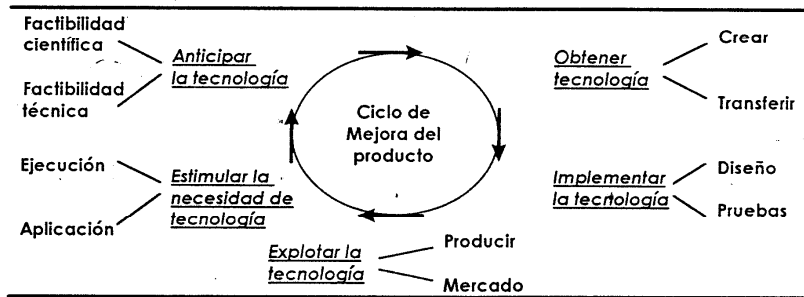 Factibilidad
científica
Anticipar
la tecnología
Factibilidad
técnica
Ejecución
Estimular la
necesidad de
tecnología
Aplicación
Ciclo de
Mejora del
producto
Obtener
tecnología
Crear
Transferir
Implementar
la tecnología
Diseño
Pruebas
Explotar la
tecnología
Producir
Mercado